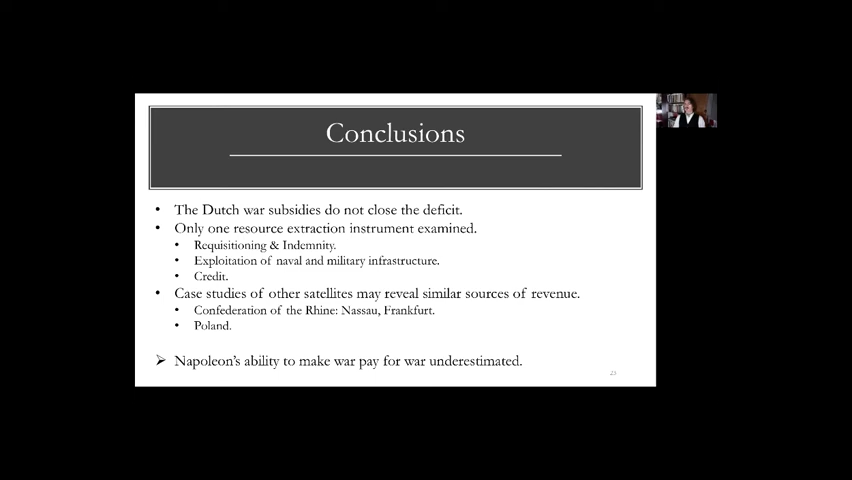 Conclusions
• The Dutch war subsidies do not close the deficit.
• Only one resource extraction instrument examined.
• Requisitioning & Indemnity.
• Exploitation of naval and military infrastructure.
• Credit.
• Case studies of other satellites may reveal similar sources of revenue.
• Confederation of the Rhine: Nassau, Frankfurt.
• Poland.
➤ Napoleon's ability to make war pay for war underestimated.